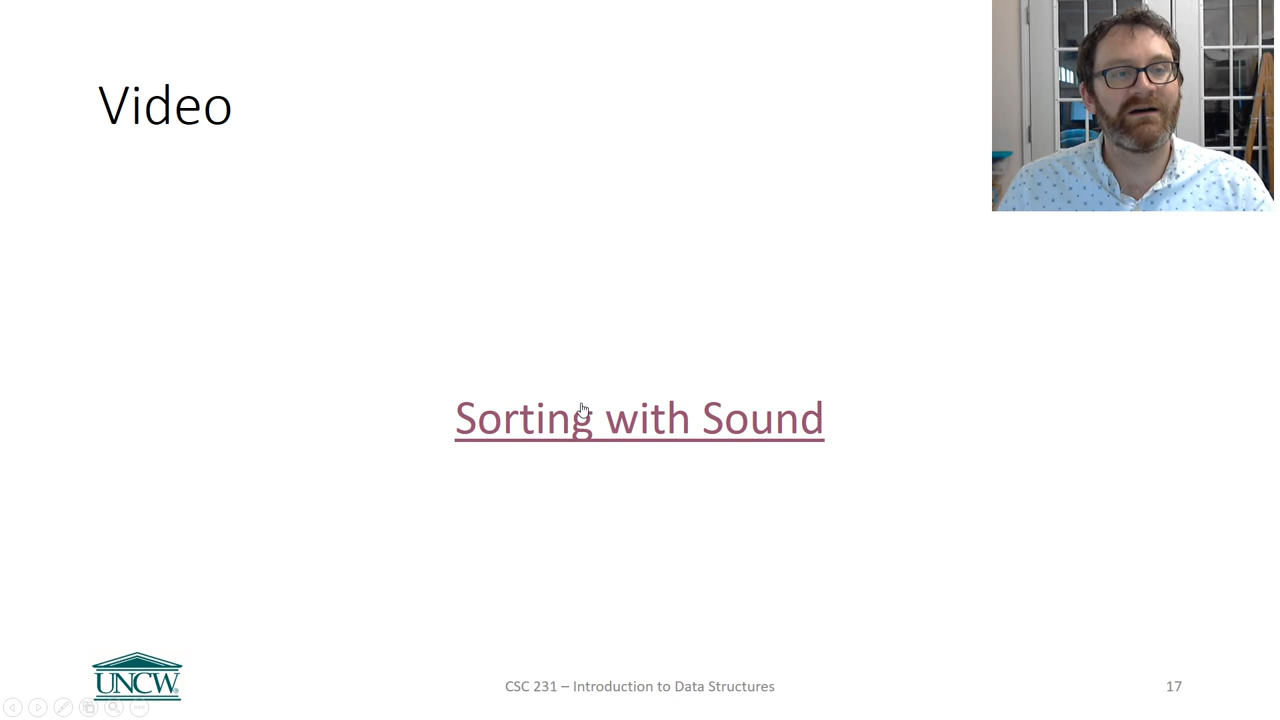 Video
Sorting with Sound
UNCW
CSC 231 – Introduction to Data Structures
17